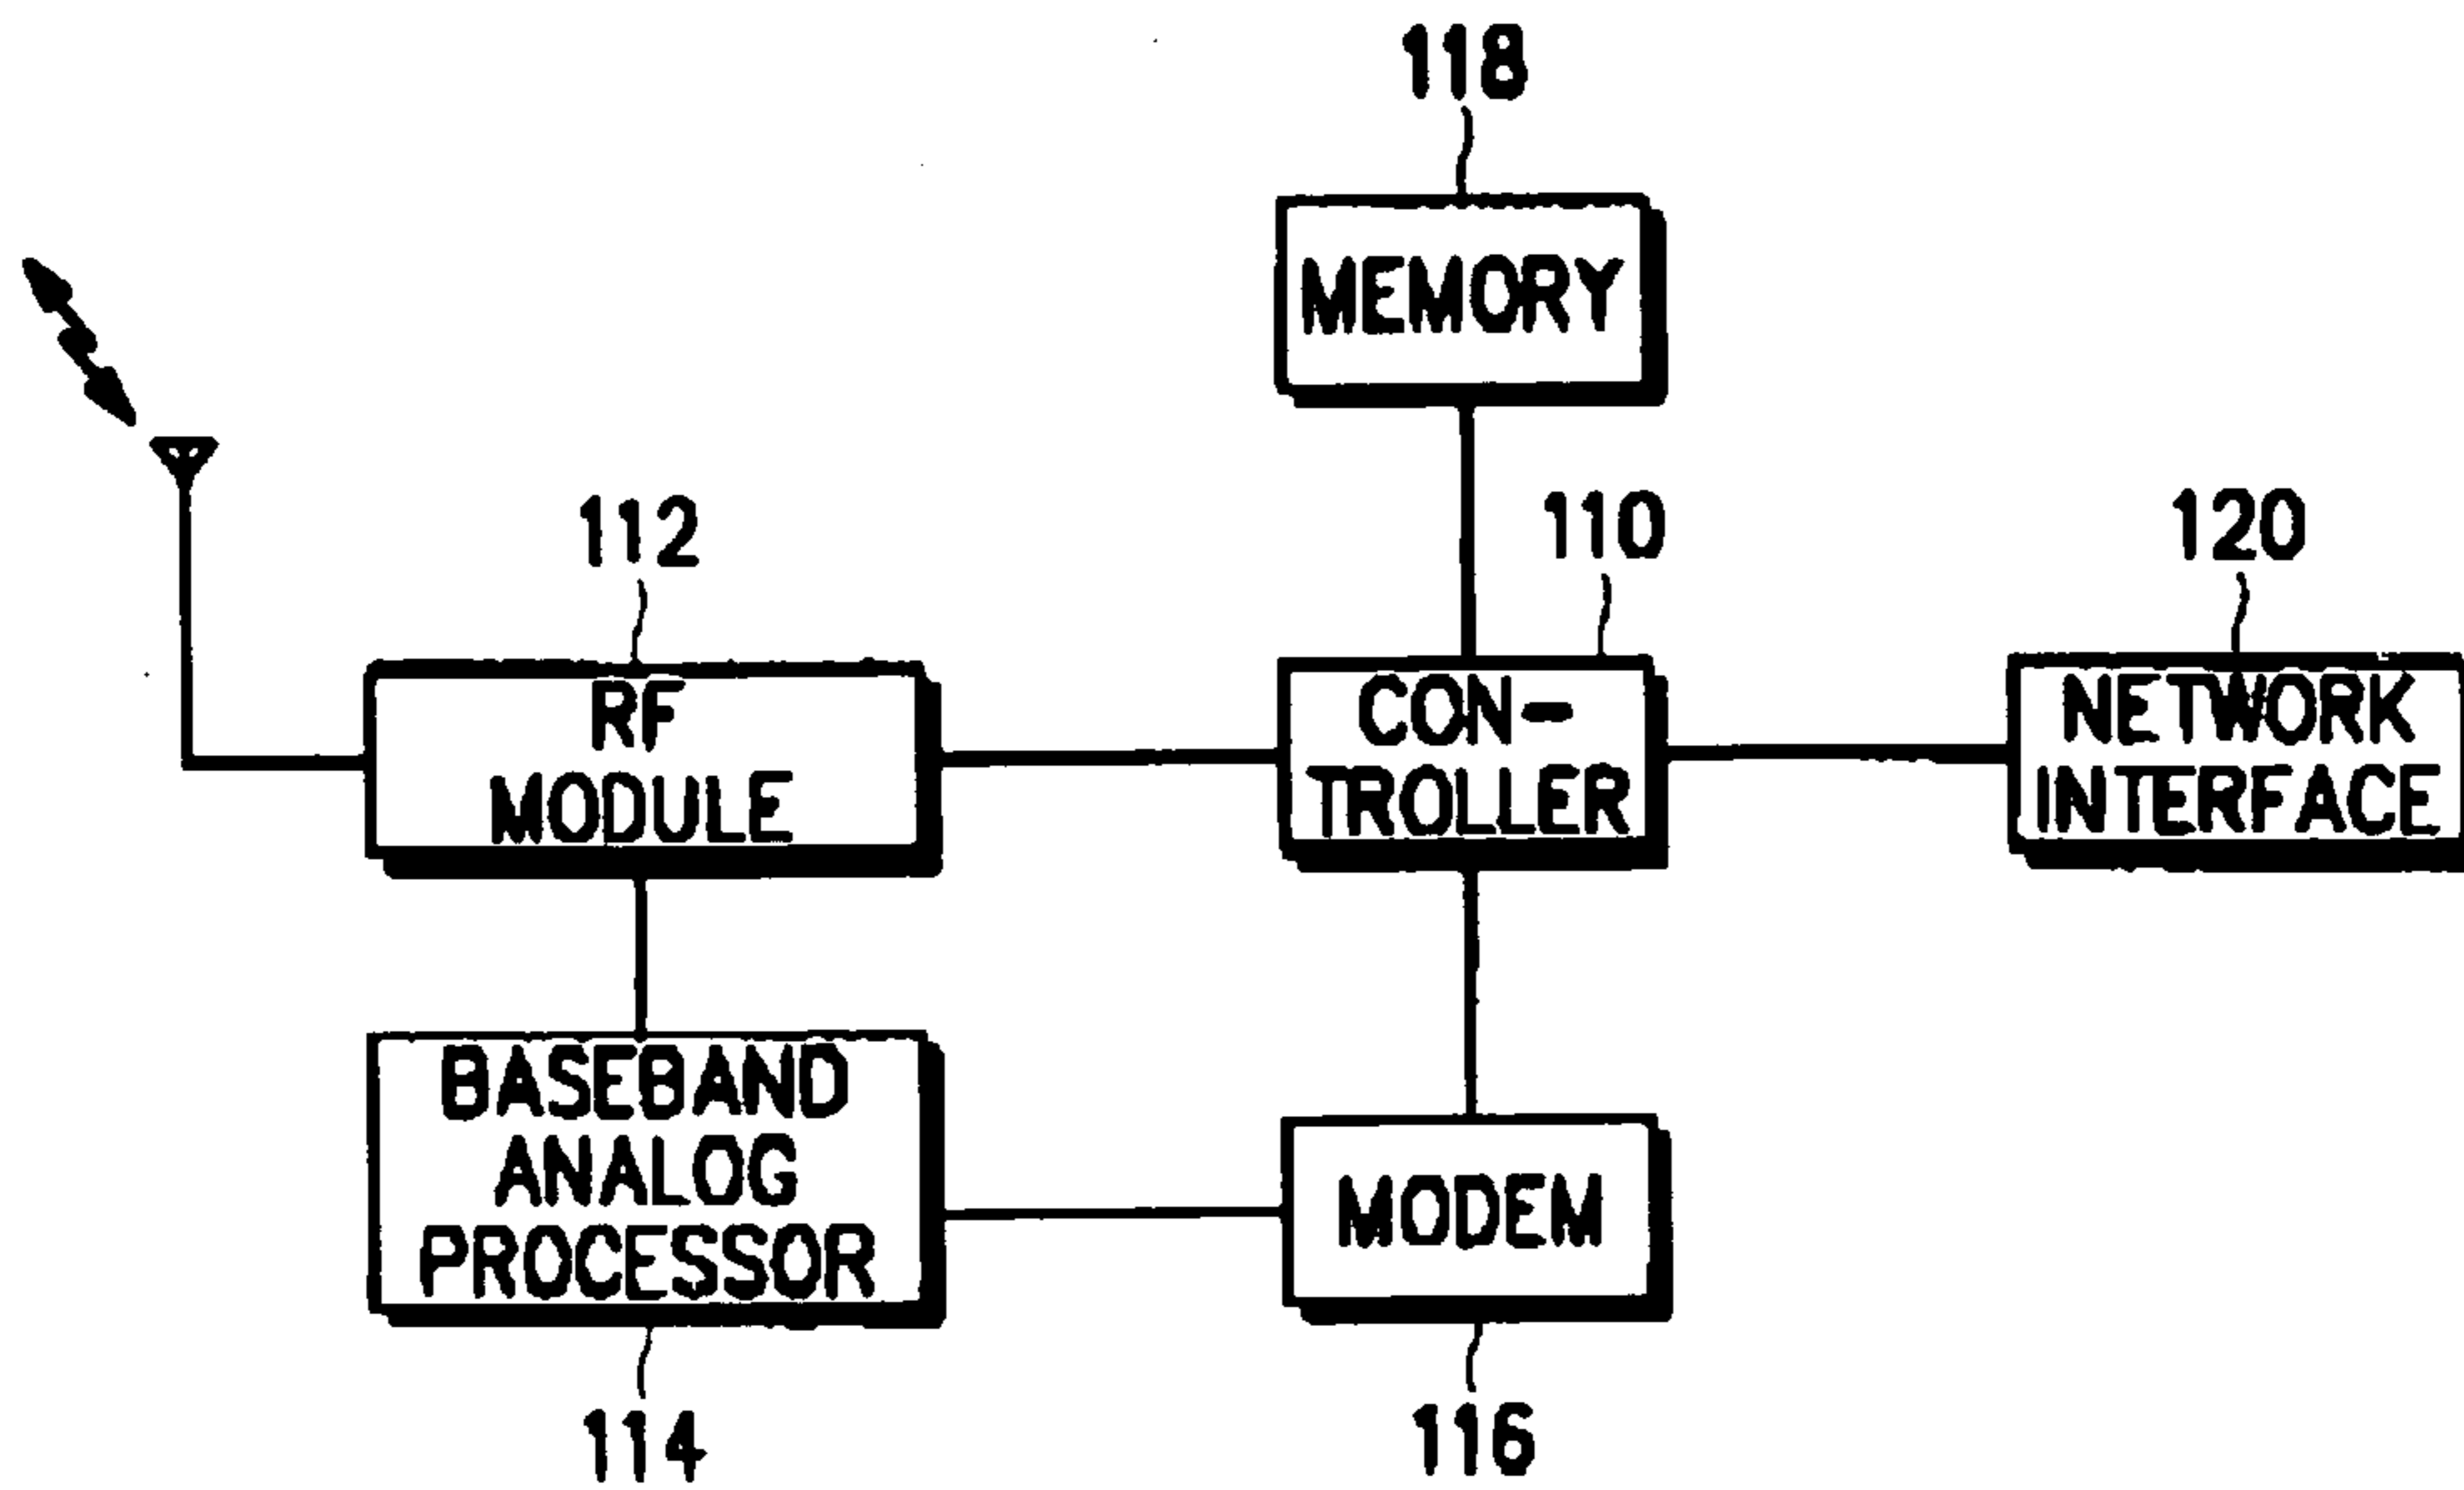 118
MEMORY
112
110
120
RF
MODULE
CON-
TROLLER
NETWORK
INTERFACE
BASEBAND
ANALOG
PROCESSOR
MODEM
114
116